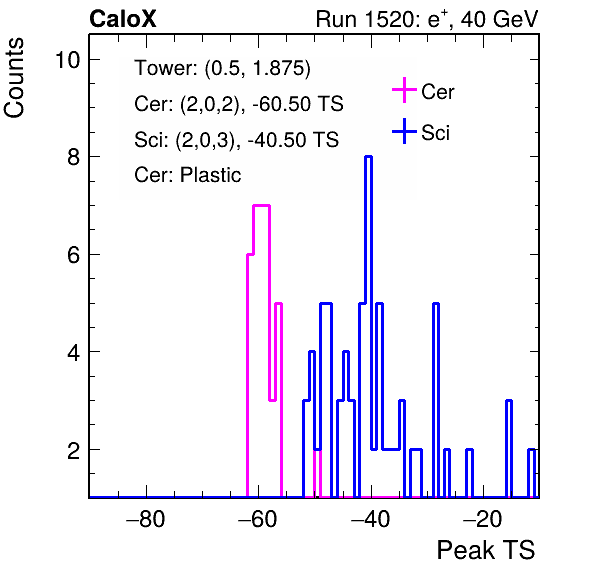 CaloX Run 1520: e⁺, 40 GeV
Counts
10
8
6
4
2
Tower: (0.5, 1.875)
Cer: (2,0,2), -60.50 TS
Sci: (2,0,3), -40.50 TS
Cer: Plastic
Cer
Sci
−80 −60 −40 −20
Peak TS